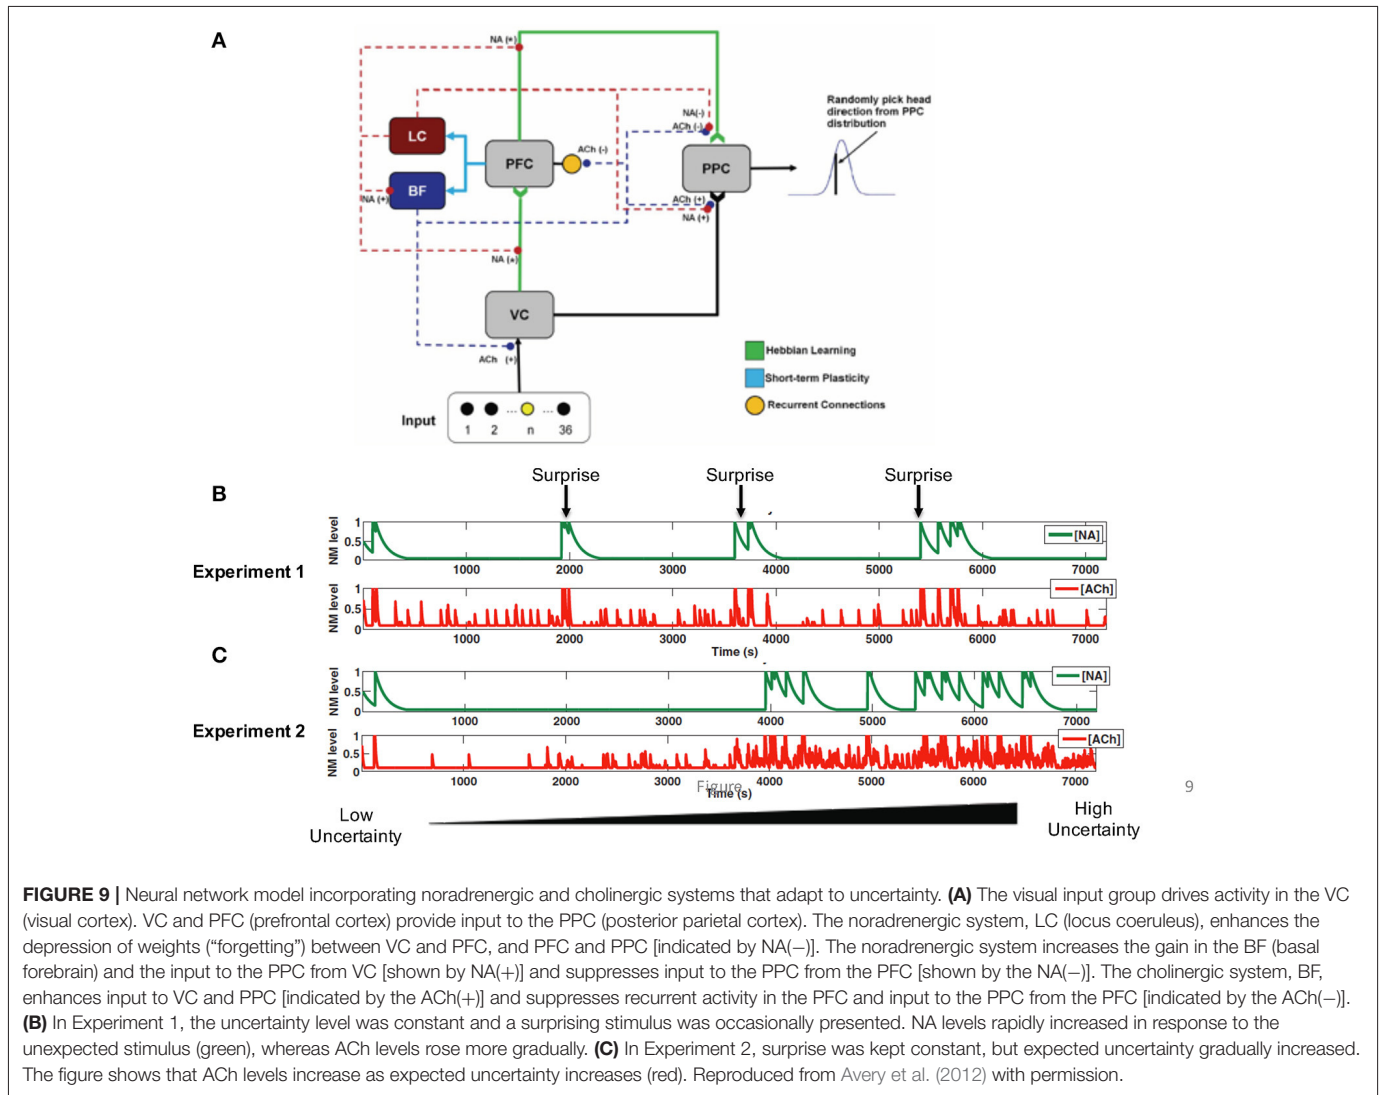 A
NA (+)
LC
BF
NA (+)
PFC
ACh (-)
NA(-)
ACh (-)
PPC
ACh (+)
NA (+)
Randomly pick head
direction from PPC
distribution
VC
ACh (+)
Hebbian Learning
Short-term Plasticity
Recurrent Connections
Input
1 2 ... n ... 36
B
Surprise Surprise Surprise
Experiment 1
NM level
1
0.5
0
[NA]
1000 2000 3000 4000 5000 6000 7000
NM level
1
0.5
0
[ACh]
1000 2000 3000 4000 5000 6000 7000
Time (s)
C
Experiment 2
NM level
1
0.5
0
[NA]
1000 2000 3000 4000 5000 6000 7000
NM level
1
0.5
0
[ACh]
1000 2000 3000 4000 5000 6000 7000
Figure 9
Time (s)
Low
Uncertainty
High
Uncertainty
FIGURE 9 | Neural network model incorporating noradrenergic and cholinergic systems that adapt to uncertainty. (A) The visual input group drives activity in the VC
(visual cortex). VC and PFC (prefrontal cortex) provide input to the PPC (posterior parietal cortex). The noradrenergic system, LC (locus coeruleus), enhances the
depression of weights (“forgetting”) between VC and PFC, and PFC and PPC [indicated by NA(−)]. The noradrenergic system increases the gain in the BF (basal
forebrain) and the input to the PPC from VC [shown by NA(+)] and suppresses input to the PPC from the PFC [shown by the NA(−)]. The cholinergic system, BF,
enhances input to VC and PPC [indicated by the ACh(+)] and suppresses recurrent activity in the PFC and input to the PPC from the PFC [indicated by the ACh(−)].
(B) In Experiment 1, the uncertainty level was constant and a surprising stimulus was occasionally presented. NA levels rapidly increased in response to the
unexpected stimulus (green), whereas ACh levels rose more gradually. (C) In Experiment 2, surprise was kept constant, but expected uncertainty gradually increased.
The figure shows that ACh levels increase as expected uncertainty increases (red). Reproduced from Avery et al. (2012) with permission.